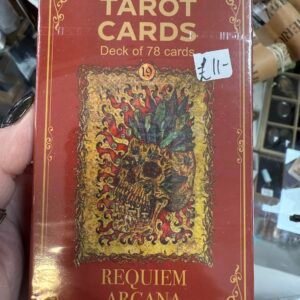 TAROT
CARDS
Deck of 78 cards
£11-
19
REQUIEM
ARCANA